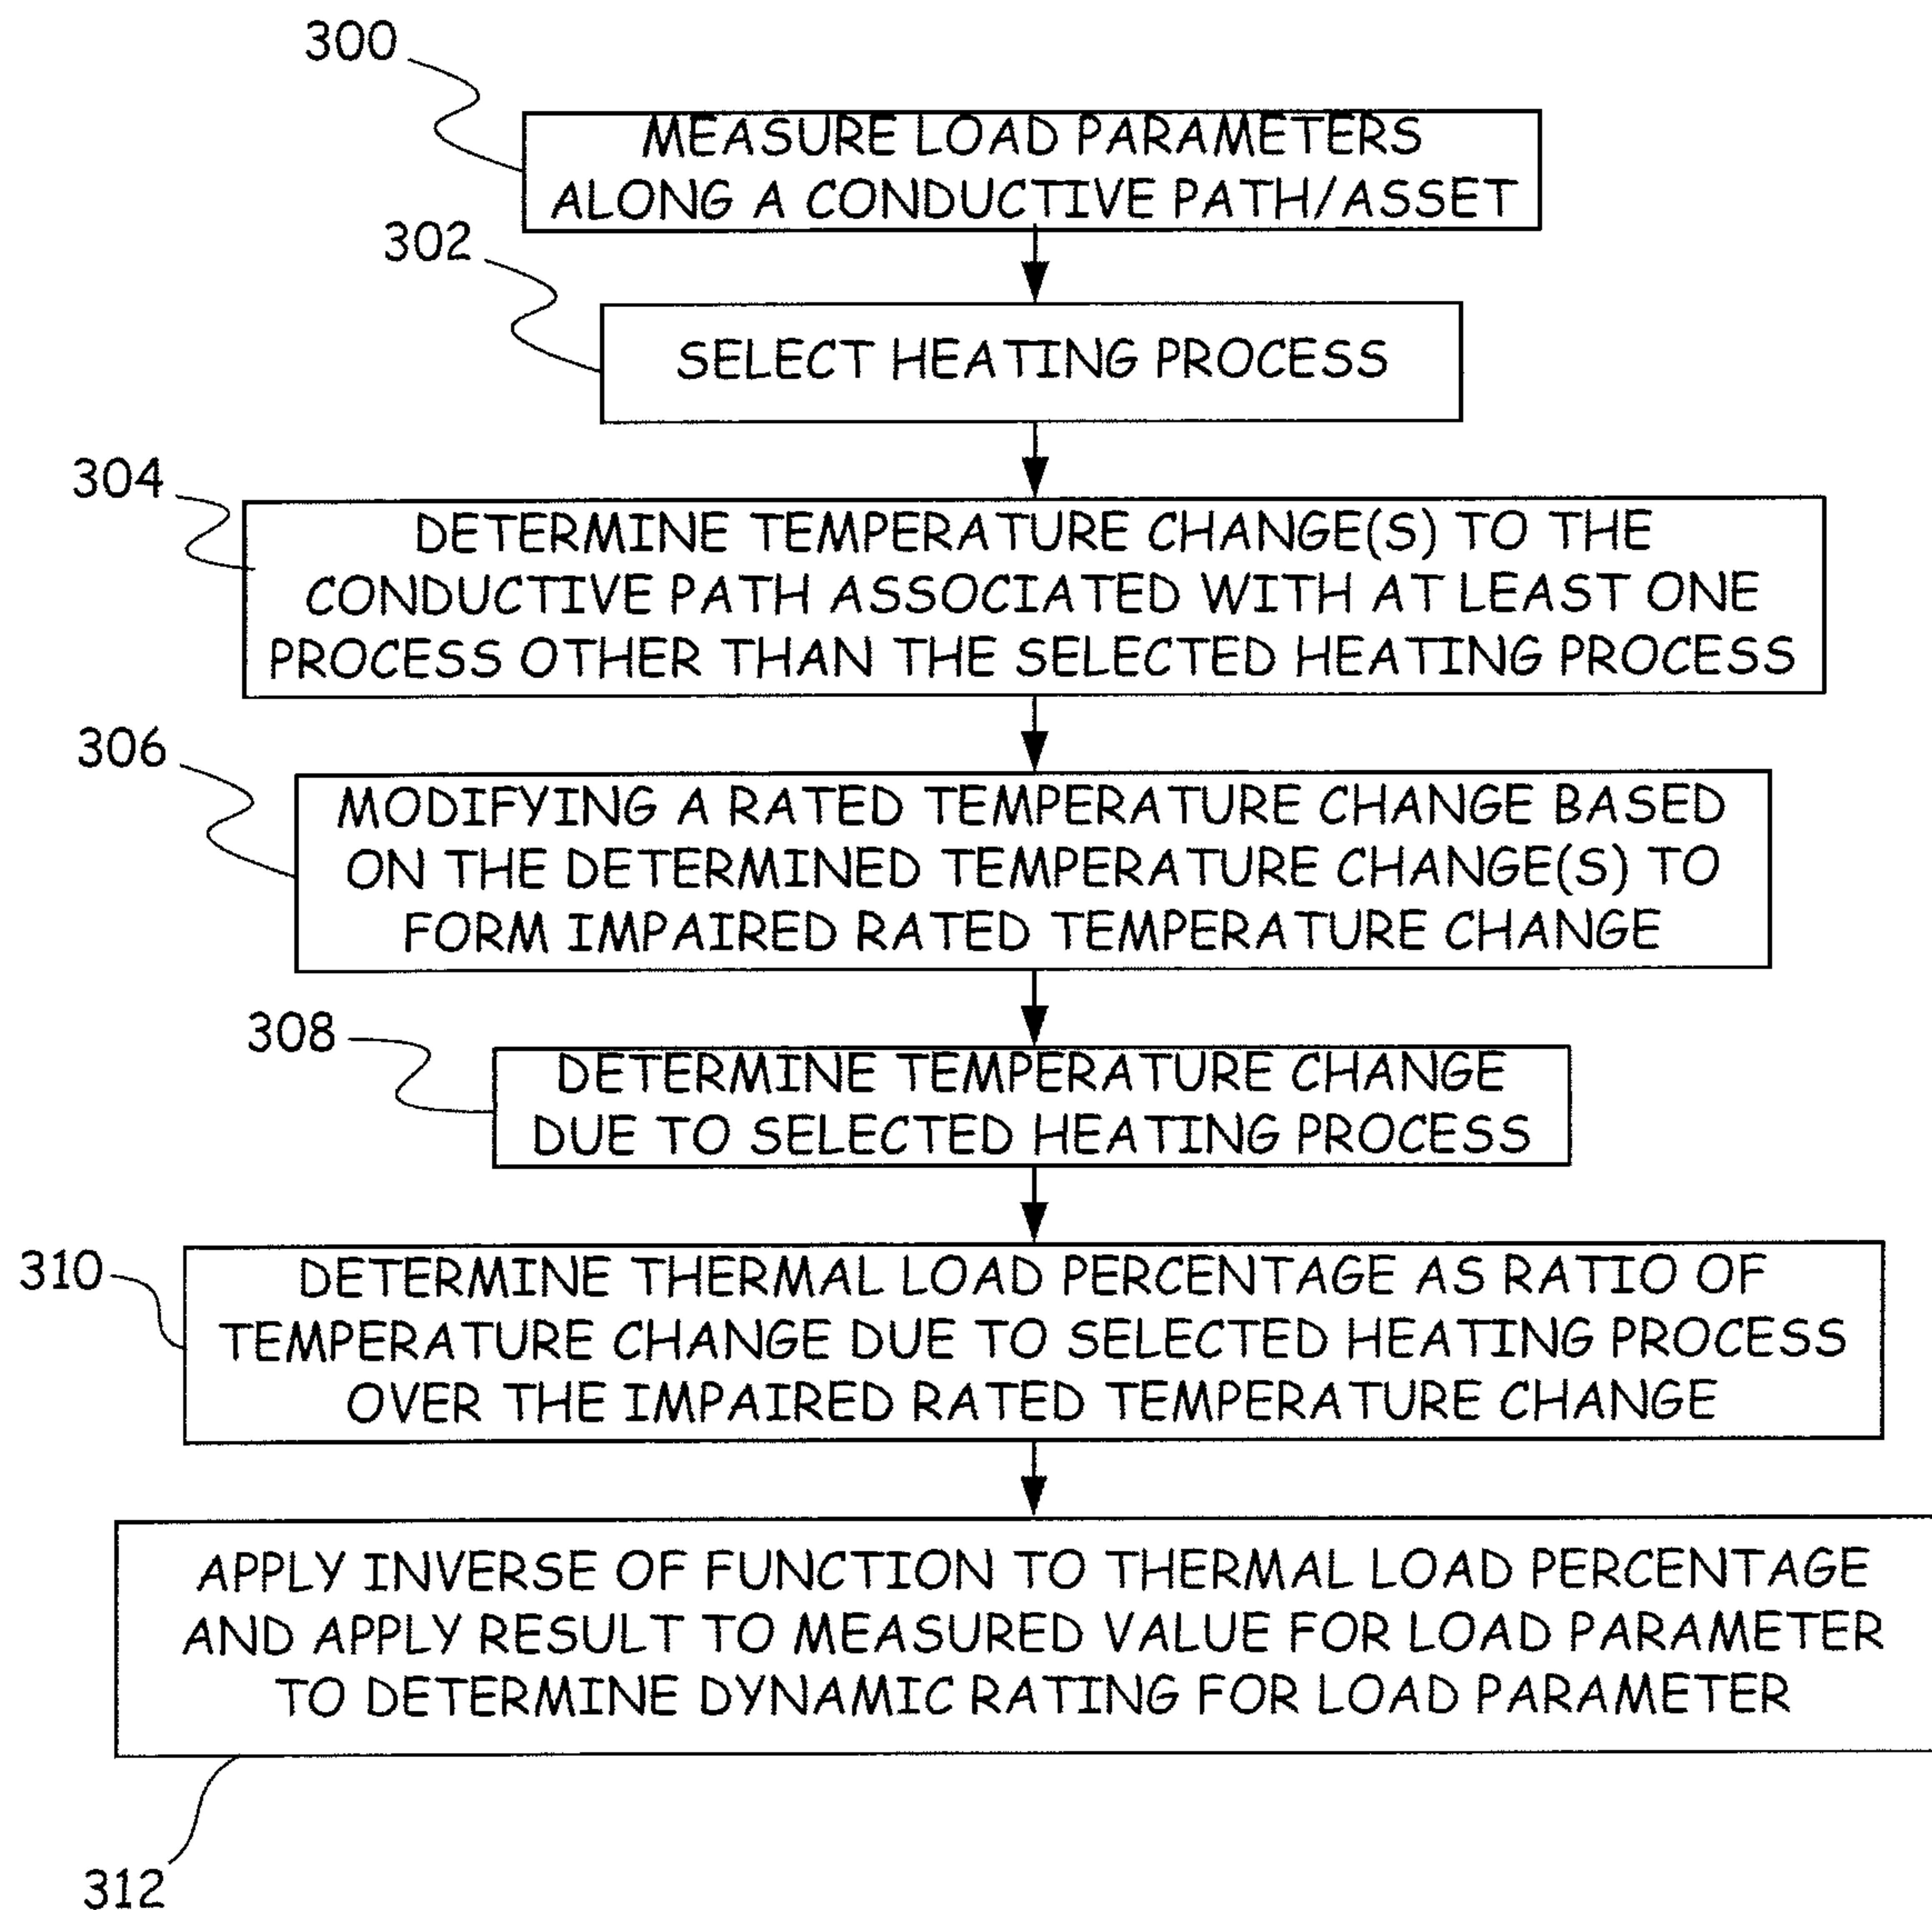 300
MEASURE LOAD PARAMETERS
ALONG A CONDUCTIVE PATH/ASSET
302
SELECT HEATING PROCESS
304
DETERMINE TEMPERATURE CHANGE(S) TO THE
CONDUCTIVE PATH ASSOCIATED WITH AT LEAST ONE
PROCESS OTHER THAN THE SELECTED HEATING PROCESS
306
MODIFYING A RATED TEMPERATURE CHANGE BASED
ON THE DETERMINED TEMPERATURE CHANGE(S) TO
FORM IMPAIRED RATED TEMPERATURE CHANGE
308
DETERMINE TEMPERATURE CHANGE
DUE TO SELECTED HEATING PROCESS
310
DETERMINE THERMAL LOAD PERCENTAGE AS RATIO OF
TEMPERATURE CHANGE DUE TO SELECTED HEATING PROCESS
OVER THE IMPAIRED RATED TEMPERATURE CHANGE
APPLY INVERSE OF FUNCTION TO THERMAL LOAD PERCENTAGE
AND APPLY RESULT TO MEASURED VALUE FOR LOAD PARAMETER
TO DETERMINE DYNAMIC RATING FOR LOAD PARAMETER
312